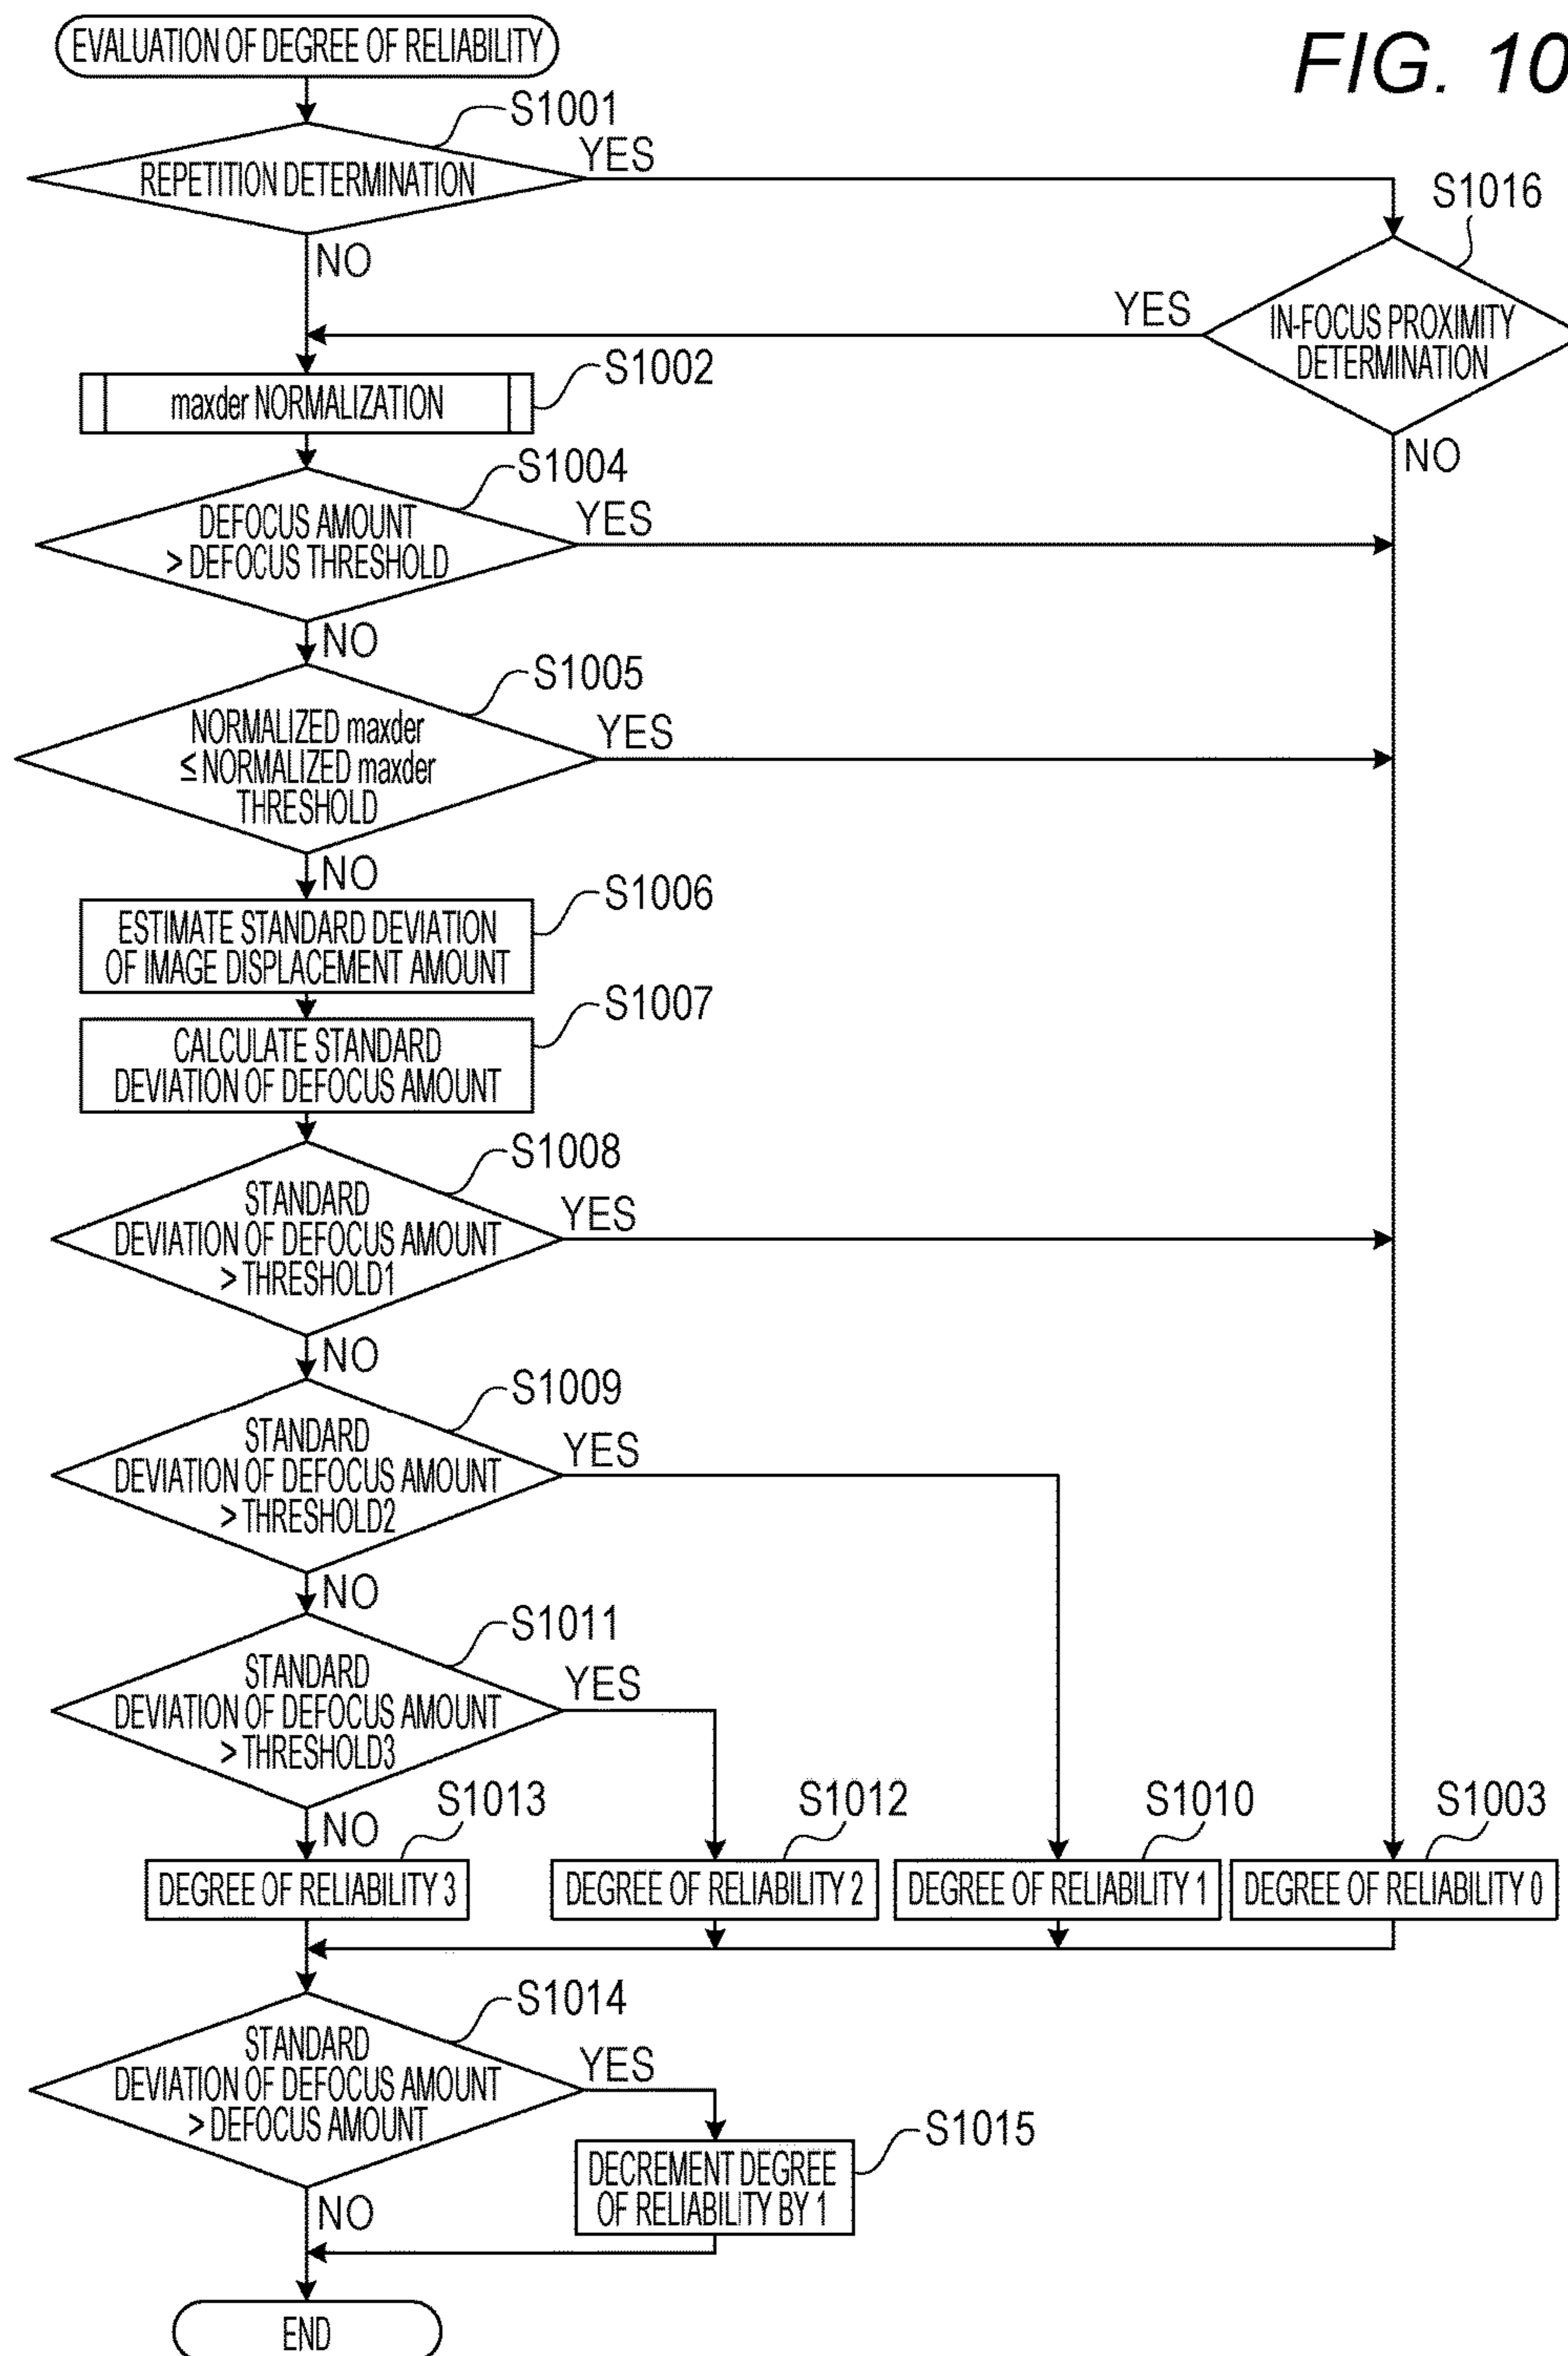 FIG. 10
EVALUATION OF DEGREE OF RELIABILITY
S1001
REPETITION DETERMINATION
YES
NO
S1016
IN-FOCUS PROXIMITY
DETERMINATION
YES
NO
S1002
maxder NORMALIZATION
S1004
DEFOCUS AMOUNT
> DEFOCUS THRESHOLD
YES
NO
S1005
NORMALIZED maxder
≤ NORMALIZED maxder
THRESHOLD
YES
NO
S1006
ESTIMATE STANDARD DEVIATION
OF IMAGE DISPLACEMENT AMOUNT
S1007
CALCULATE STANDARD
DEVIATION OF DEFOCUS AMOUNT
S1008
STANDARD
DEVIATION OF DEFOCUS AMOUNT
> THRESHOLD1
YES
NO
S1009
STANDARD
DEVIATION OF DEFOCUS AMOUNT
> THRESHOLD2
YES
NO
S1011
STANDARD
DEVIATION OF DEFOCUS AMOUNT
> THRESHOLD3
YES
NO
S1013
DEGREE OF RELIABILITY 3
S1012
DEGREE OF RELIABILITY 2
S1010
DEGREE OF RELIABILITY 1
S1003
DEGREE OF RELIABILITY 0
S1014
STANDARD
DEVIATION OF DEFOCUS AMOUNT
> DEFOCUS AMOUNT
YES
NO
S1015
DECREMENT DEGREE
OF RELIABILITY BY 1
END